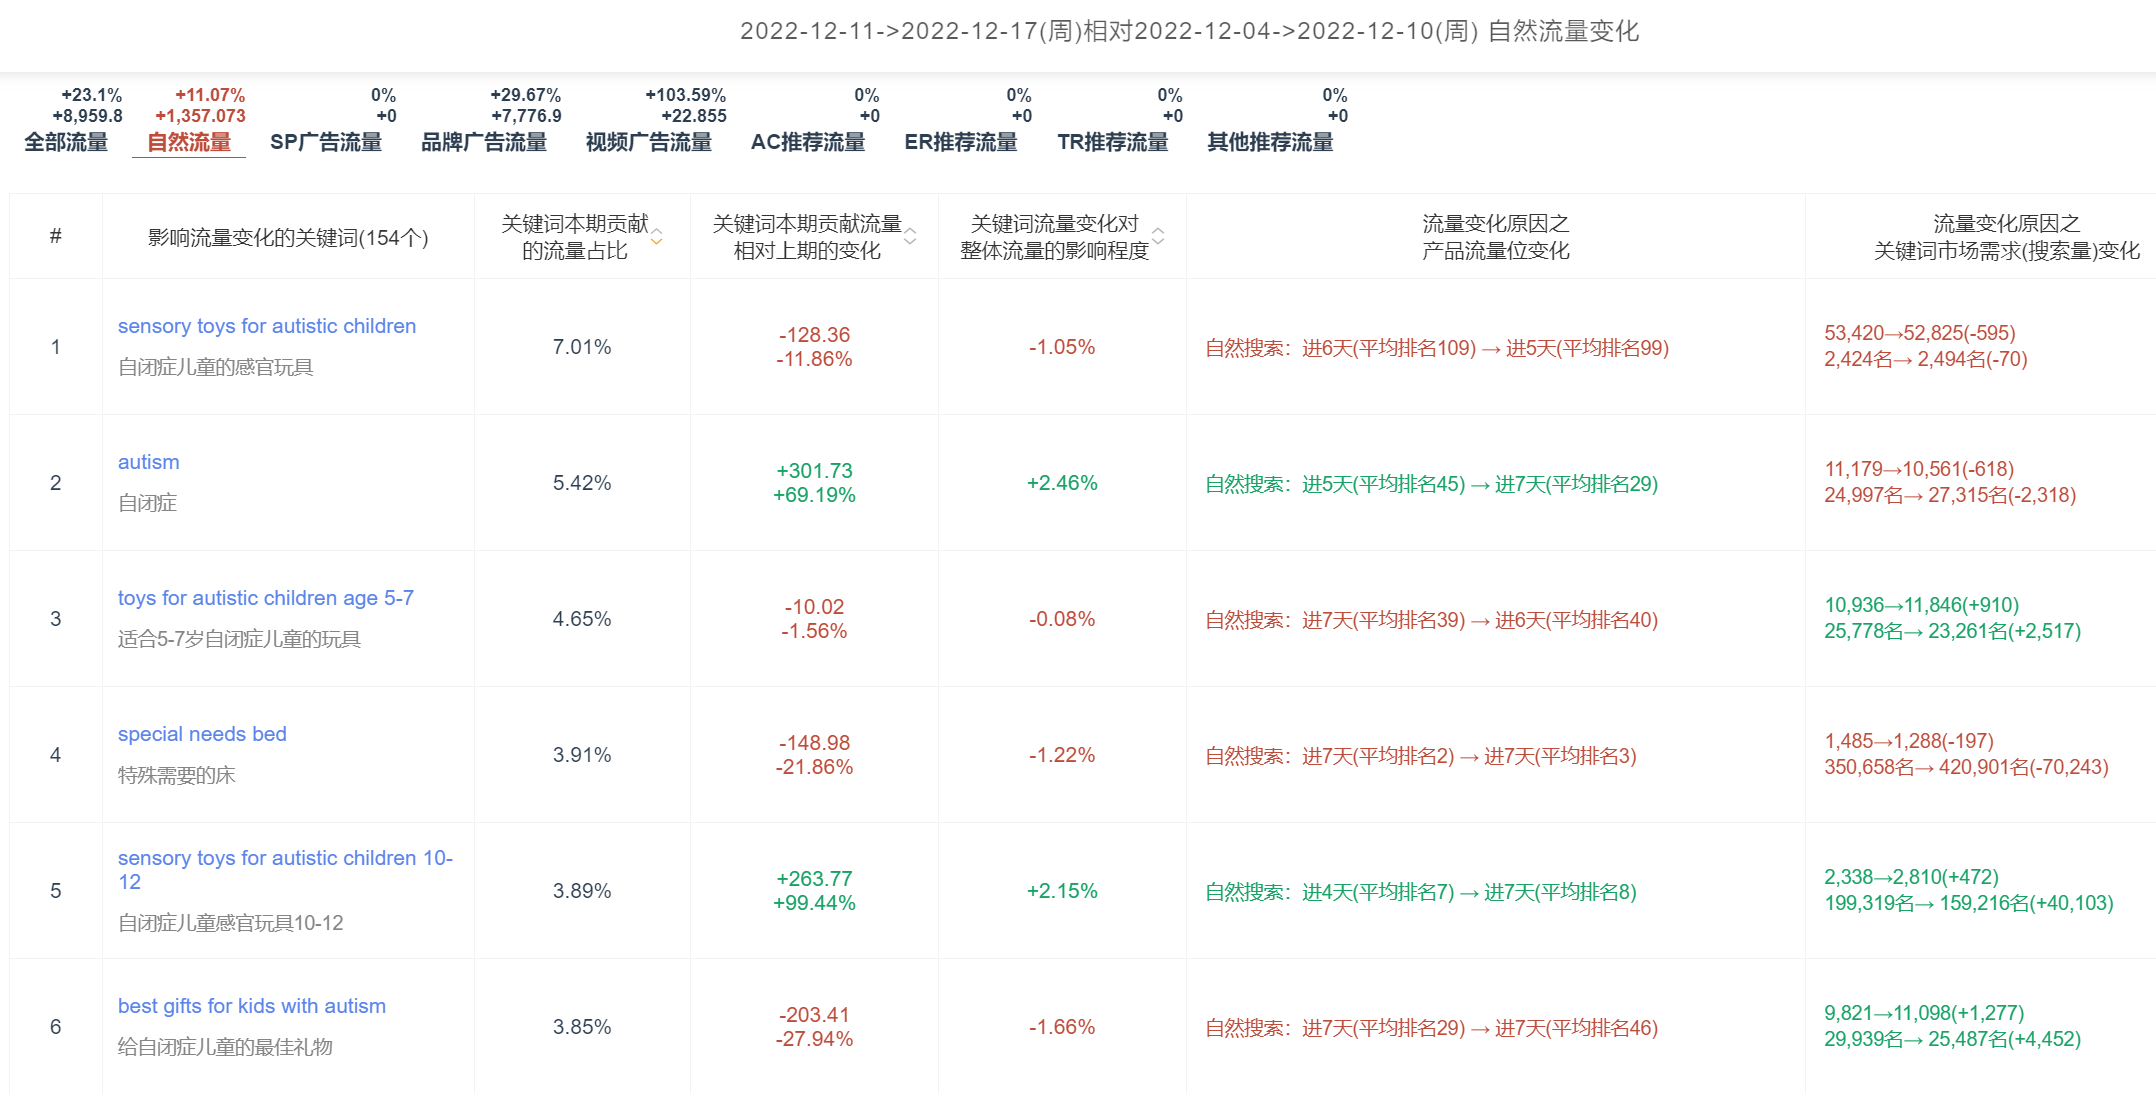 2022-12-11->2022-12-17(周)相对2022-12-04->2022-12-10(周) 自然流量变化
+23.1%
+8,959.8
全部流量
+11.07%
+1,357.073
自然流量
0%
+0
SP广告流量
+29.67%
+7,776.9
品牌广告流量
+103.59%
+22.855
视频广告流量
0%
+0
AC推荐流量
0%
+0
ER推荐流量
0%
+0
TR推荐流量
0%
+0
其他推荐流量
#
影响流量变化的关键词(154个)
关键词本期贡献
的流量占比
关键词本期贡献流量
相对上期的变化
关键词流量变化对
整体流量的影响程度
流量变化原因之
产品流量位变化
流量变化原因之
关键词市场需求(搜索量)变化
1
sensory toys for autistic children
自闭症儿童的感官玩具
7.01%
-128.36
-11.86%
-1.05%
自然搜索：进6天(平均排名109)→进5天(平均排名99)
53,420→52,825(-595)
2,424名→ 2,494名(-70)
2
autism
自闭症
5.42%
+301.73
+69.19%
+2.46%
自然搜索：进5天(平均排名45)→进7天(平均排名29)
11,179→10,561(-618)
24,997名→ 27,315名(-2,318)
3
toys for autistic children age 5-7
适合5-7岁自闭症儿童的玩具
4.65%
-10.02
-1.56%
-0.08%
自然搜索：进7天(平均排名39)→进6天(平均排名40)
10,936→11,846(+910)
25,778名→ 23,261名(+2,517)
4
special needs bed
特殊需要的床
3.91%
-148.98
-21.86%
-1.22%
自然搜索：进7天(平均排名2)→进7天(平均排名3)
1,485→1,288(-197)
350,658名→ 420,901名(-70,243)
5
sensory toys for autistic children 10-
12
自闭症儿童感官玩具10-12
3.89%
+263.77
+99.44%
+2.15%
自然搜索：进4天(平均排名7)→进7天(平均排名8)
2,338→2,810(+472)
199,319名→ 159,216名(+40,103)
6
best gifts for kids with autism
给自闭症儿童的最佳礼物
3.85%
-203.41
-27.94%
-1.66%
自然搜索：进7天(平均排名29)→进7天(平均排名46)
9,821→11,098(+1,277)
29,939名→ 25,487名(+4,452)